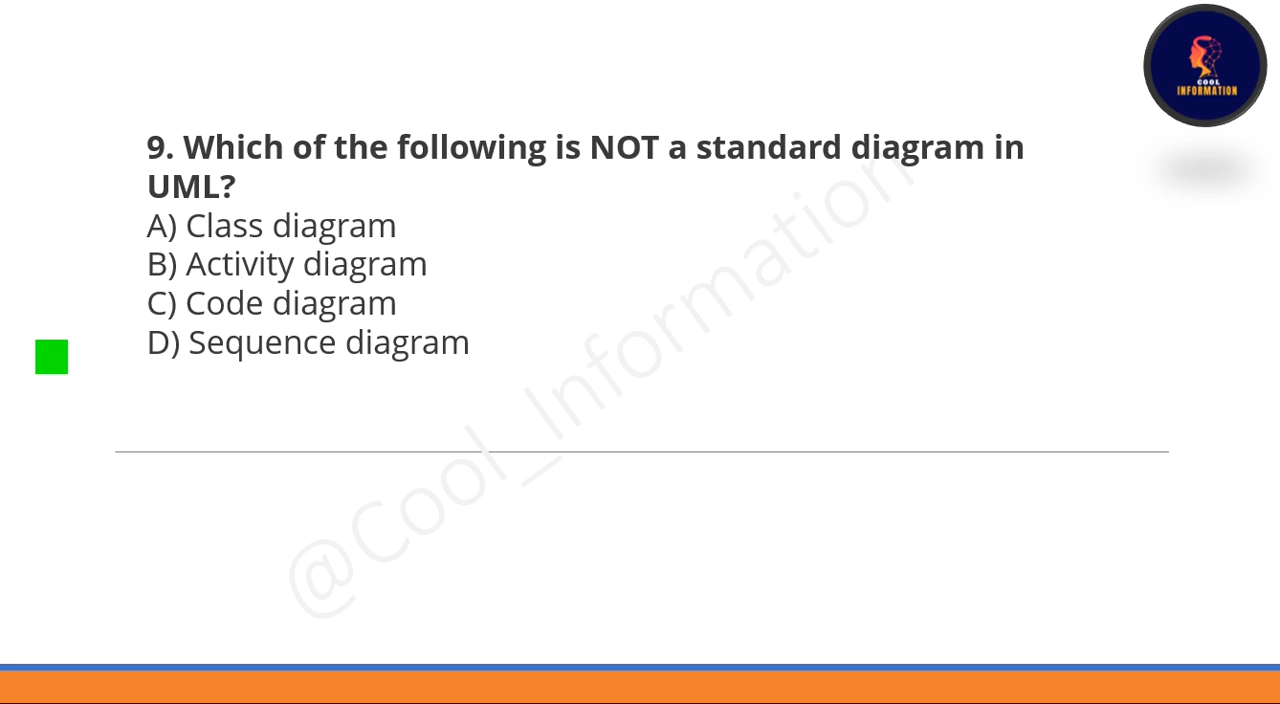 COOL
INFORMATION
9. Which of the following is NOT a standard diagram in
UML?
A) Class diagram
B) Activity diagram
C) Code diagram
D) Sequence diagram
@Cool_Information